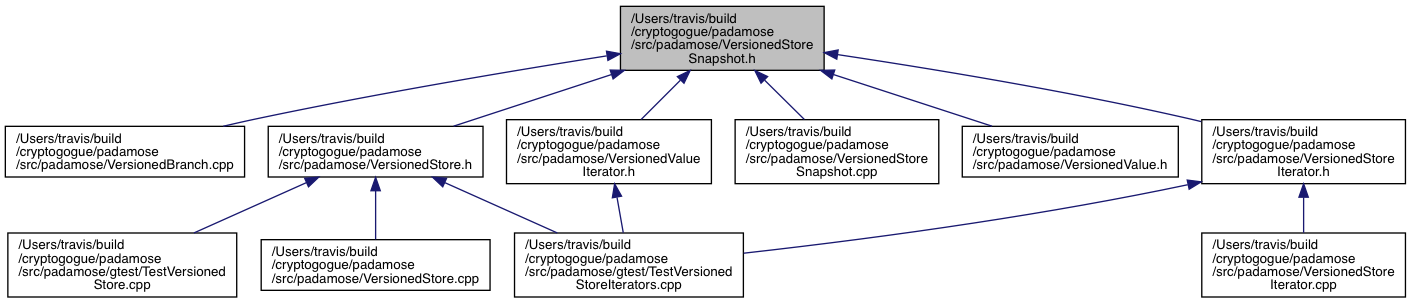 /Users/travis/build
/cryptogogue/padamose
/src/padamose/VersionedStore
Snapshot.h
/Users/travis/build
/cryptogogue/padamose
/src/padamose/VersionedBranch.cpp
/Users/travis/build
/cryptogogue/padamose
/src/padamose/VersionedStore.h
/Users/travis/build
/cryptogogue/padamose
/src/padamose/VersionedValue
Iterator.h
/Users/travis/build
/cryptogogue/padamose
/src/padamose/VersionedStore
Snapshot.cpp
/Users/travis/build
/cryptogogue/padamose
/src/padamose/VersionedValue.h
/Users/travis/build
/cryptogogue/padamose
/src/padamose/VersionedStore
Iterator.h
/Users/travis/build
/cryptogogue/padamose
/src/padamose/gtest/TestVersioned
Store.cpp
/Users/travis/build
/cryptogogue/padamose
/src/padamose/VersionedStore.cpp
/Users/travis/build
/cryptogogue/padamose
/src/padamose/gtest/TestVersioned
StoreIterators.cpp
/Users/travis/build
/cryptogogue/padamose
/src/padamose/VersionedStore
Iterator.cpp